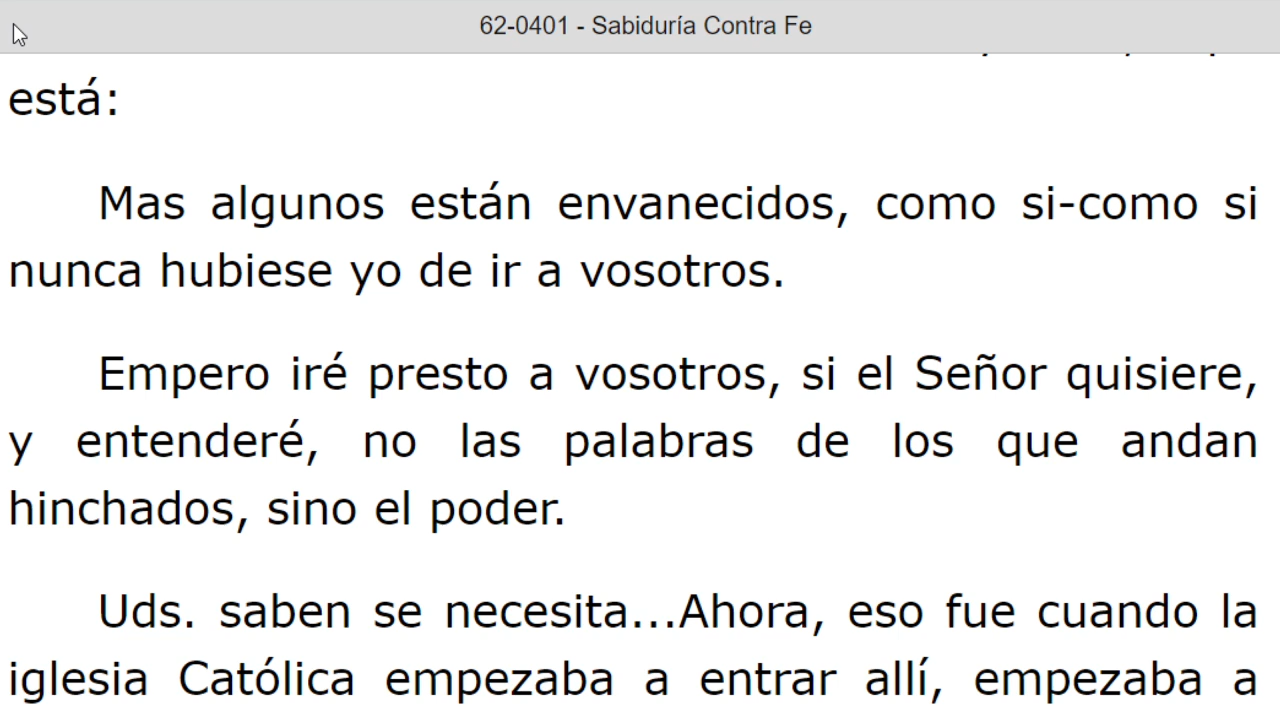 62-0401 - Sabiduría Contra Fe
está:
Mas algunos están envanecidos, como si-como si
nunca hubiese yo de ir a vosotros.
Empero iré presto a vosotros, si el Señor quisiere,
y entenderé, no las palabras de los que andan
hinchados, sino el poder.
Uds. saben se necesita...Ahora, eso fue cuando la
iglesia Católica empezaba a entrar allí, empezaba a